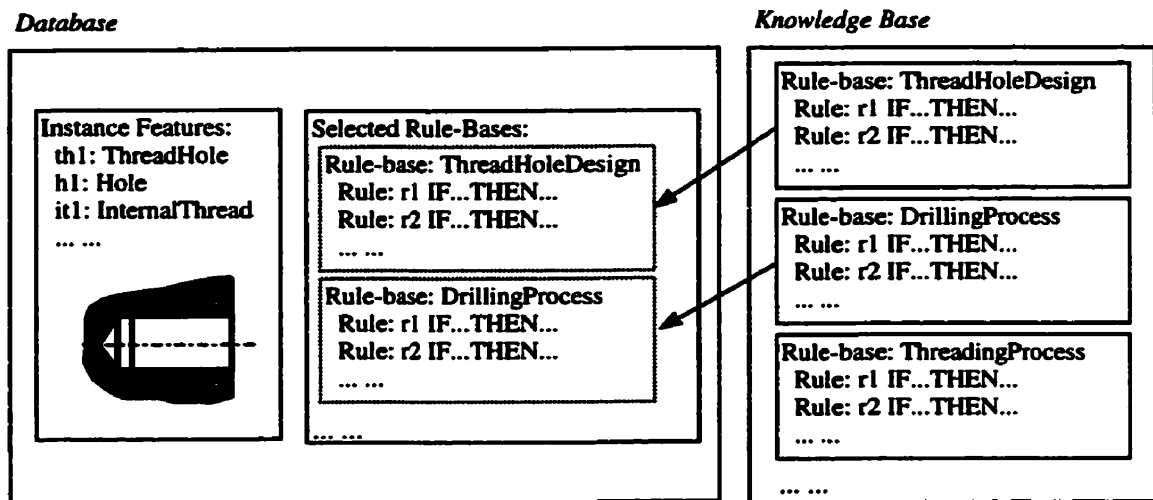 Database
Instance Features:
th1: ThreadHole
h1: Hole
it1: InternalThread
... ...
Selected Rule-Bases:
Rule-base: ThreadHoleDesign
Rule: r1 IF...THEN...
Rule: r2 IF...THEN...
... ...
Rule-base: DrillingProcess
Rule: r1 IF...THEN...
Rule: r2 IF...THEN...
... ...
... ...
Knowledge Base
Rule-base: ThreadHoleDesign
Rule: r1 IF...THEN...
Rule: r2 IF...THEN...
... ...
Rule-base: DrillingProcess
Rule: r1 IF...THEN...
Rule: r2 IF...THEN...
... ...
Rule-base: ThreadingProcess
Rule: r1 IF...THEN...
Rule: r2 IF...THEN...
... ...
... ...